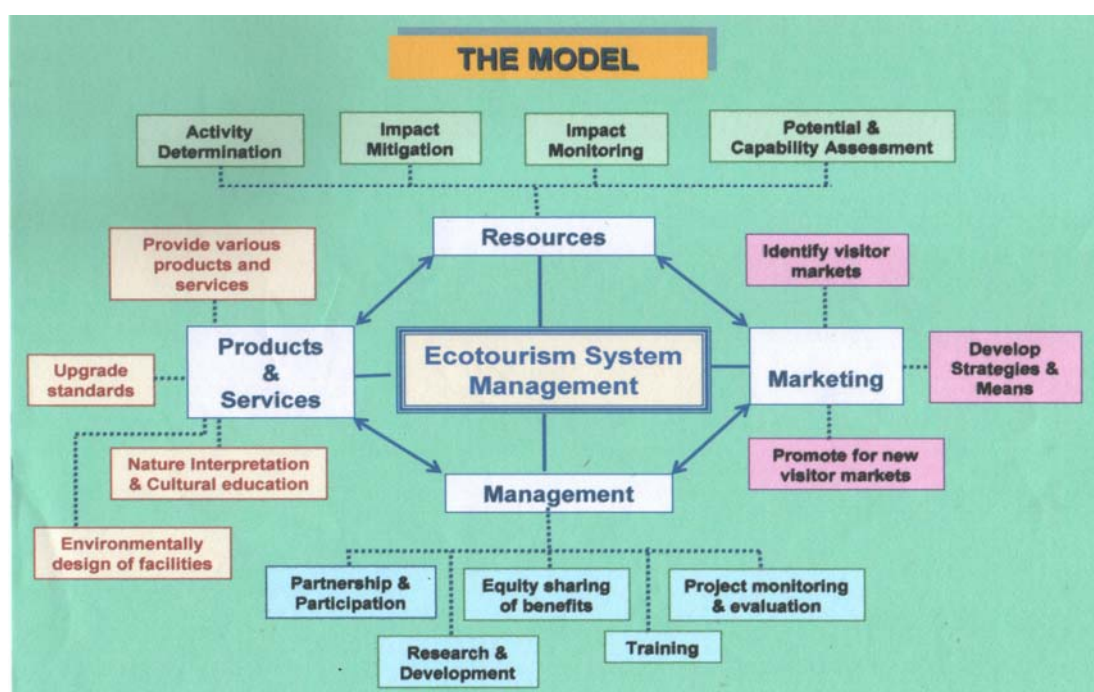 THE MODEL
Activity
Determination
Impact
Mitigation
Impact
Monitoring
Potential &
Capability Assessment
Resources
Provide various
products and
services
Identify visitor
markets
Products
&
Services
Ecotourism System
Management
Marketing
Upgrade
standards
Develop
Strategies &
Means
Nature Interpretation
& Cultural education
Promote for new
visitor markets
Management
Environmentally
design of facilities
Partnership &
Participation
Equity sharing
of benefits
Project monitoring
& evaluation
Research &
Development
Training